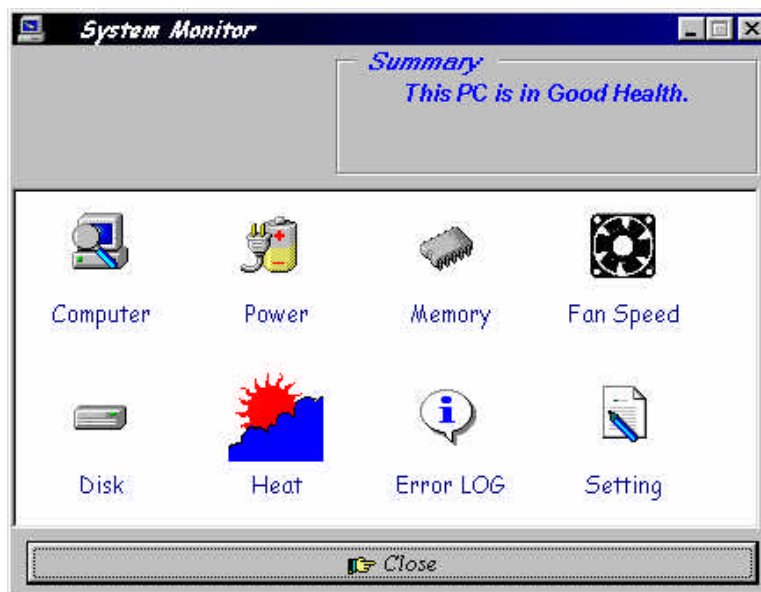 System Monitor
Summary
This PC is in Good Health.
Computer Power Memory Fan Speed
Disk Heat Error LOG Setting
Close